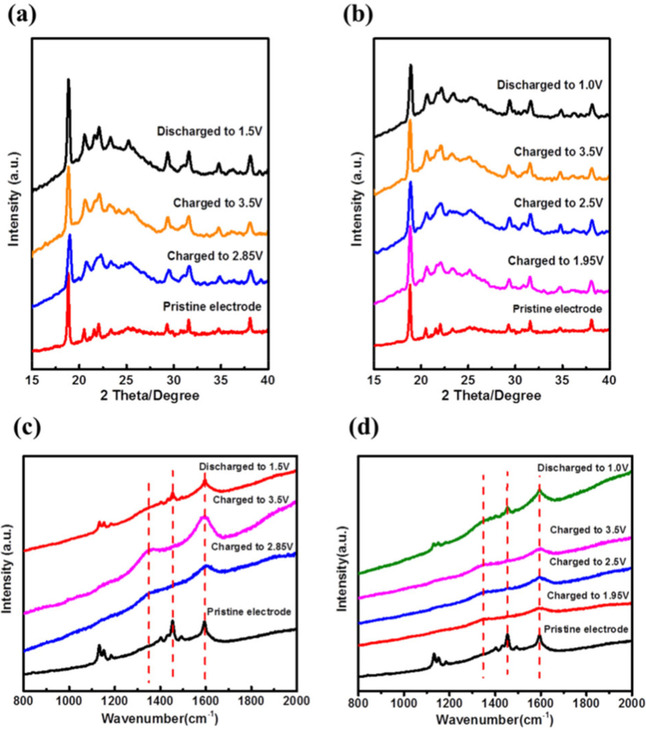 (a)
Intensity (a.u.)
Discharged to 1.5V
Charged to 3.5V
Charged to 2.85V
Pristine electrode
15 20 25 30 35 40
2 Theta/Degree
(b)
Intensity (a.u.)
Discharged to 1.0V
Charged to 3.5V
Charged to 2.5V
Charged to 1.95V
Pristine electrode
15 20 25 30 35 40
2 Theta/Degree
(c)
Intensity (a.u.)
Discharged to 1.5V
Charged to 3.5V
Charged to 2.85V
Pristine electrode
800 1000 1200 1400 1600 1800 2000
Wavenumber(cm-1)
(d)
Intensity(a.u.)
Discharged to 1.0V
Charged to 3.5V
Charged to 2.5V
Charged to 1.95V
Pristine electrode
800 1000 1200 1400 1600 1800 2000
Wavenumber(cm-1)